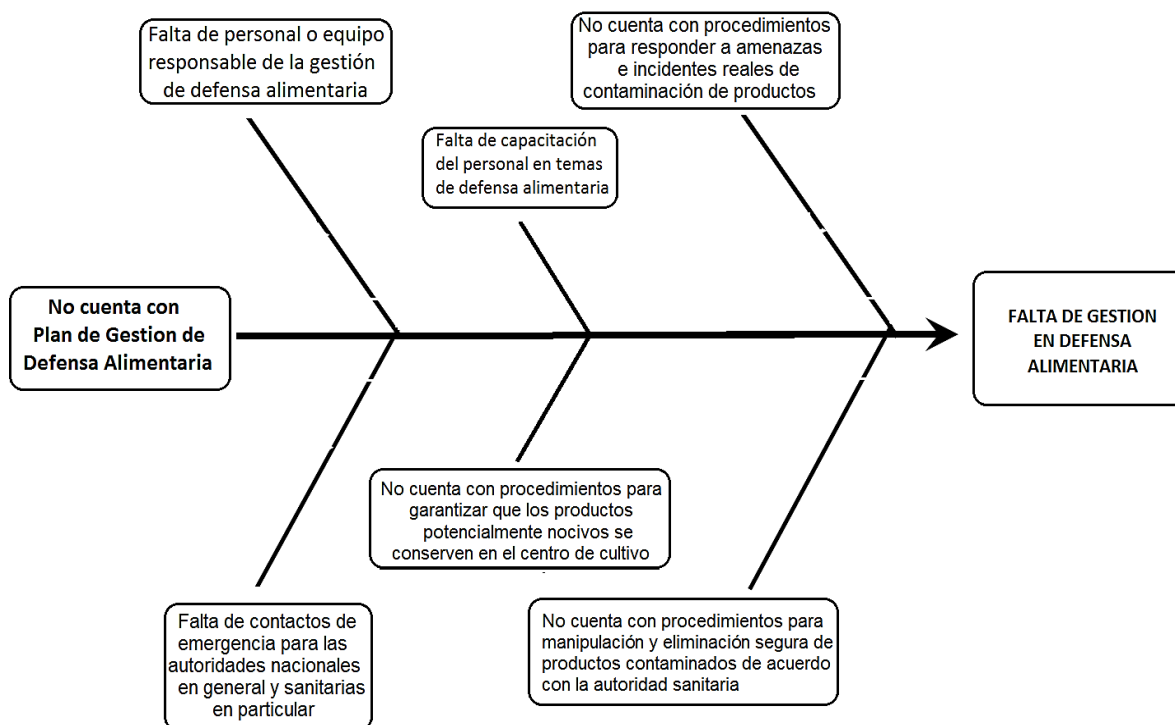 Falta de personal o equipo
responsable de la gestión
de defensa alimentaria
No cuenta con procedimientos
para responder a amenazas
e incidentes reales de
contaminación de productos
Falta de capacitación
del personal en temas
de defensa alimentaria
No cuenta con
Plan de Gestion de
Defensa Alimentaria
FALTA DE GESTION
EN DEFENSA
ALIMENTARIA
No cuenta con procedimientos para
garantizar que los productos
potencialmente nocivos se
conserven en el centro de cultivo
Falta de contactos de
emergencia para las
autoridades nacionales
en general y sanitarias
en particular
No cuenta con procedimientos para
manipulación y eliminación segura de
productos contaminados de acuerdo
con la autoridad sanitaria